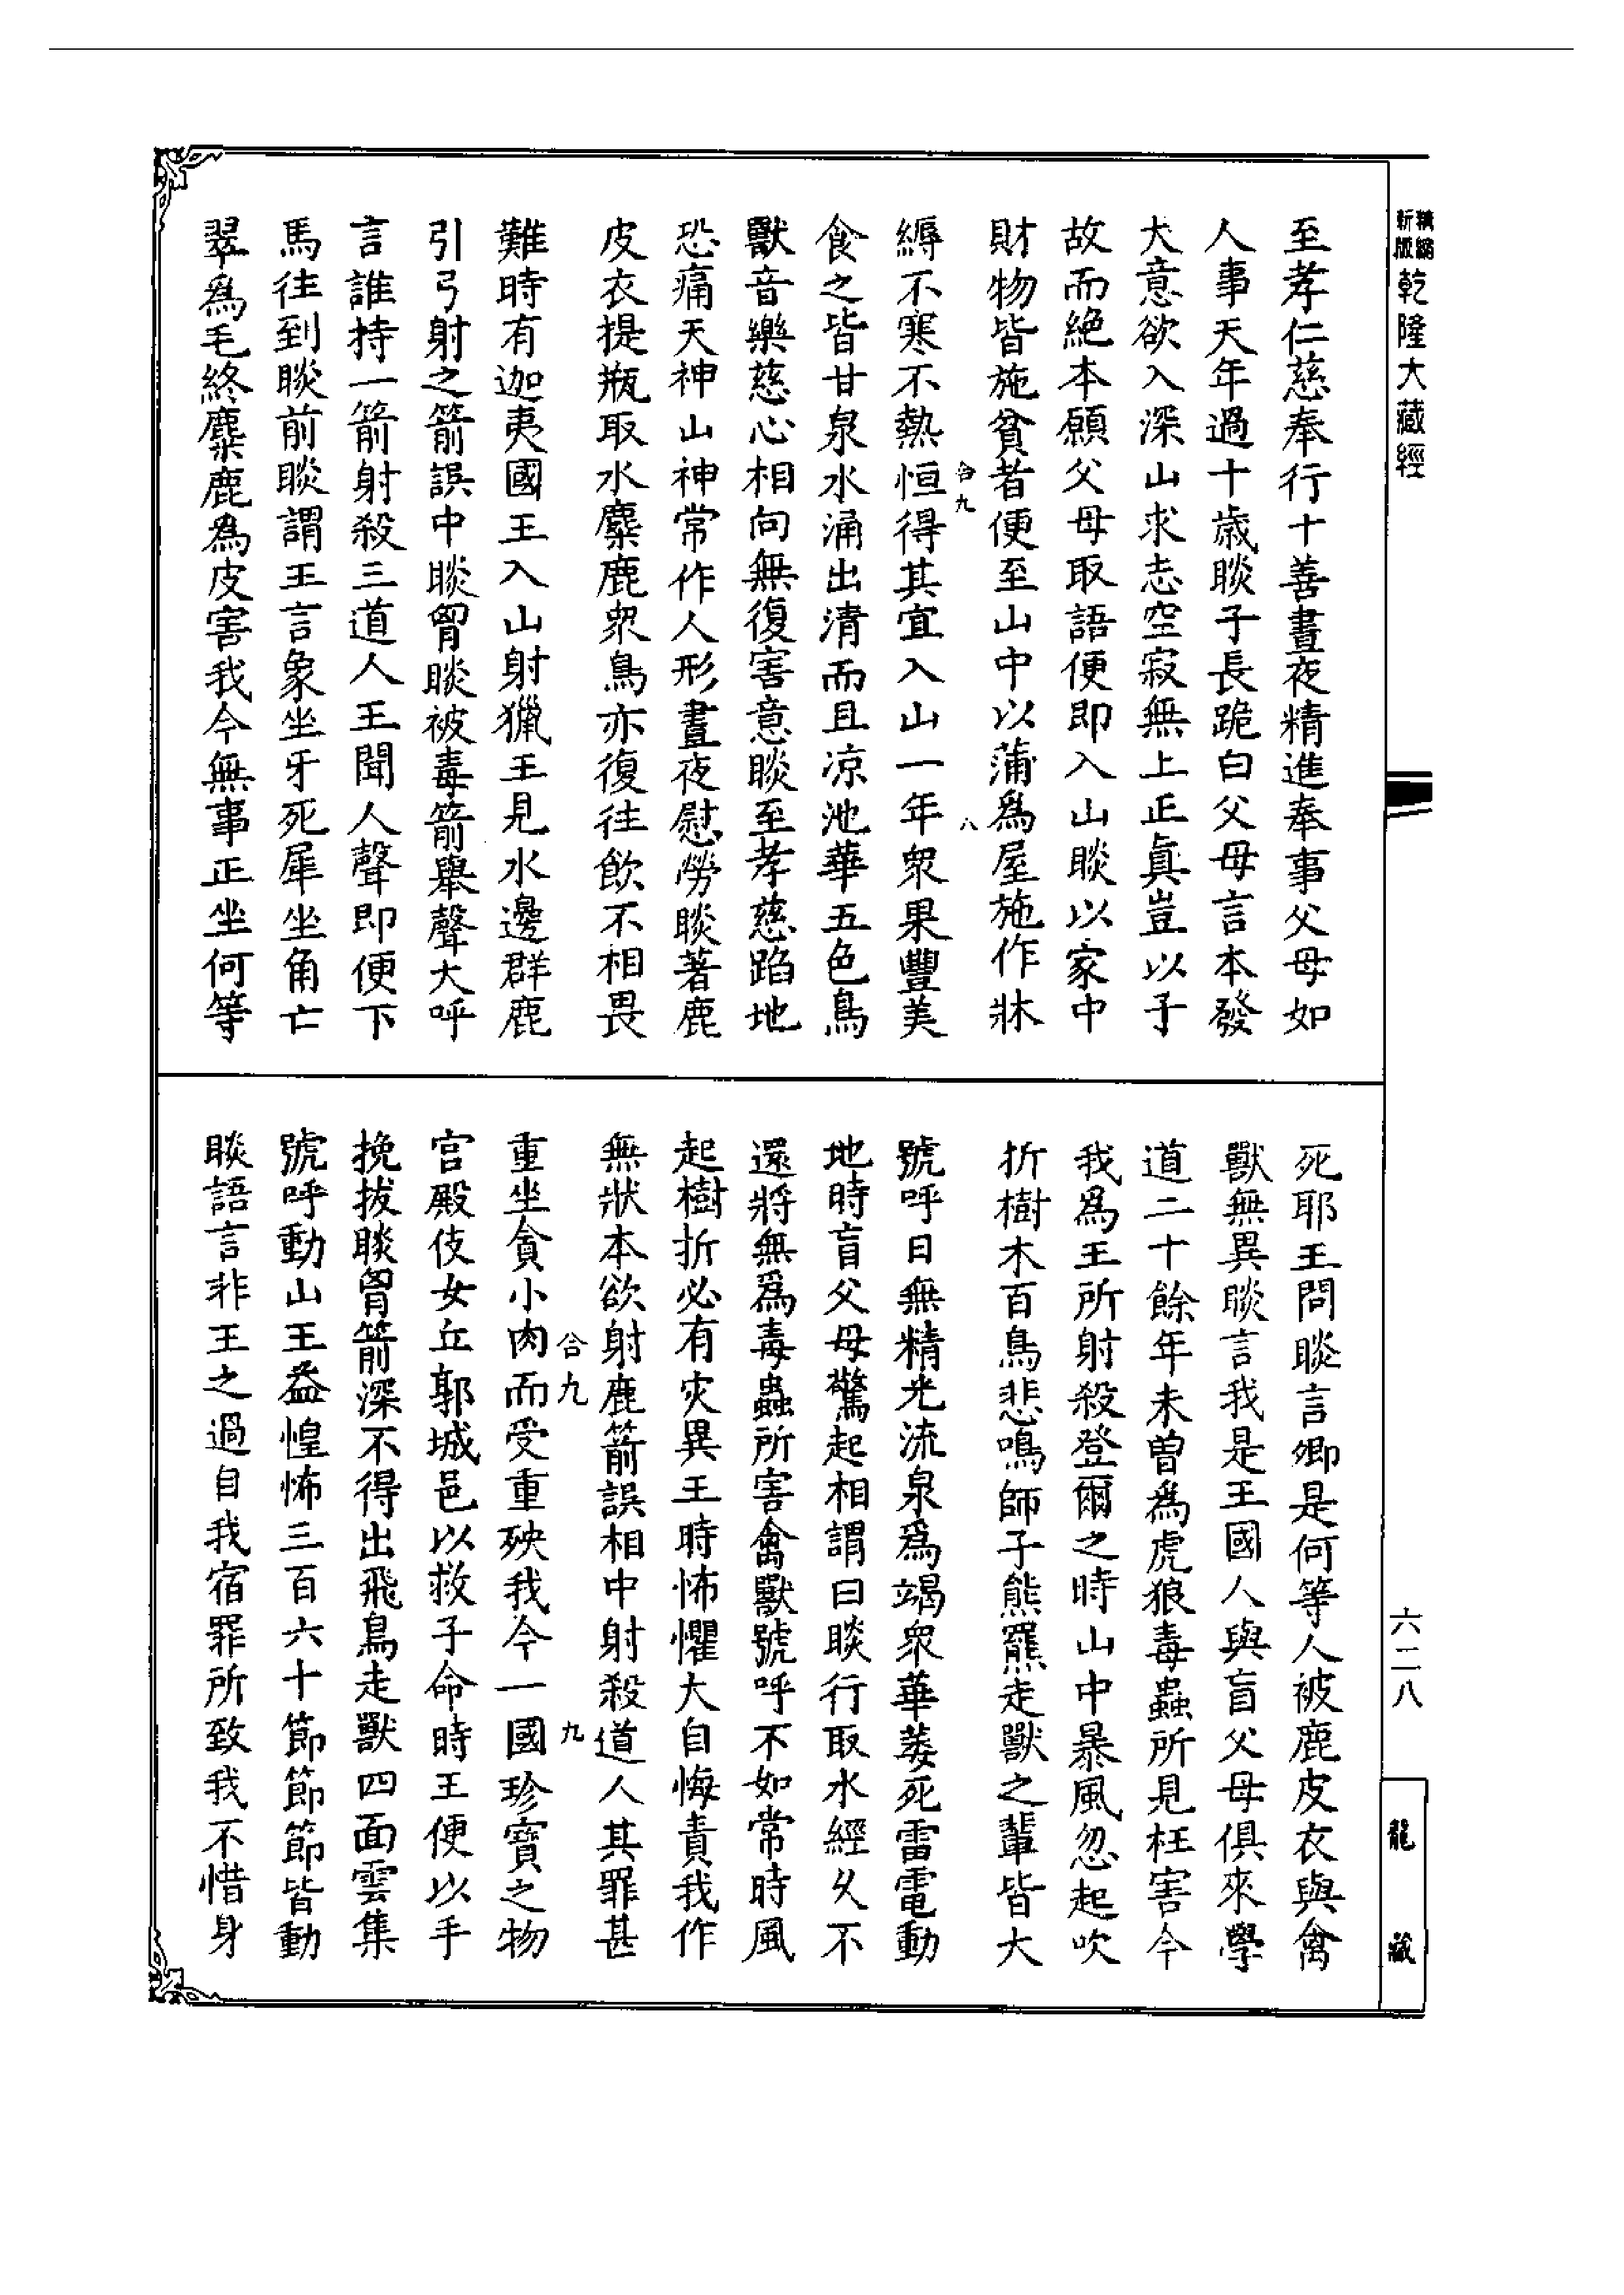 精縮新版乾隆大藏經
六二八
龍藏
至孝仁慈奉行十善晝夜精進奉事父母如
人事天年過十歲睒子長跪白父母言本發
大意欲入深山求志空寂無上正真豈以子
故而絕本願父母取語便即入山睒以家中
財物皆施貧者便至山中以蒲為屋施作牀
合九
八
縟不寒不熱恒得其宜入山一年眾果豐美
食之皆甘泉水涌出清而且涼池華五色鳥
獸音樂慈心相向無復害意睒至孝慈蹈地
恐痛天神山神常作人形晝夜慰勞睒著鹿
皮衣提瓶取水麋鹿眾鳥亦復往飲不相畏
難時有迦夷國王入山射獵王見水邊群鹿
引弓射之箭誤中睒胷睒被毒箭舉聲大呼
言誰持一箭射殺三道人王聞人聲即便下
馬往到睒前睒謂王言象坐牙死犀坐角亡
翠為毛終麋鹿為皮害我今無事正坐何等
死耶王問睒言卿是何等人被鹿皮衣與禽
獸無異睒言我是王國人與盲父母俱來學
道二十餘年未曾為虎狼毒蟲所見枉害今
我為王所射殺登爾之時山中暴風忽起吹
折樹木百鳥悲鳴師子熊羆走獸之輩皆大
號呼日無精光流泉為竭眾華萎死雷電動
地時盲父母驚起相謂曰睒行取水經久不
還將無為毒蟲所害禽獸號呼不如常時風
起樹折必有災異王時怖懼大自悔責我作
無狀本欲射鹿箭誤相中射殺道人其罪甚
合九
九
重坐貪小肉而受重殃我今一國珍寶之物
宮殿伎女丘郭城邑以救子命時王便以手
挽拔睒胷箭深不得出飛鳥走獸四面雲集
號呼動山王益惶怖三百六十節節節皆動
睒語言非王之過自我宿罪所致我不惜身